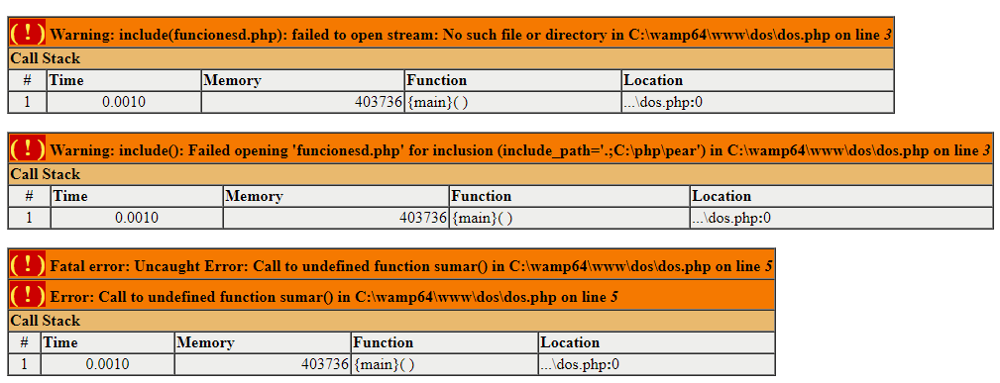 ( ! ) Warning: include(funcionesd.php): failed to open stream: No such file or directory in C:\wamp64\www\dos\dos.php on line 3
Call Stack
# Time Memory Function Location
1 0.0010 403736 {main}( ) ...\dos.php:0
( ! ) Warning: include(): Failed opening 'funcionesd.php' for inclusion (include_path='.;C:\php\pear') in C:\wamp64\www\dos\dos.php on line 3
Call Stack
# Time Memory Function Location
1 0.0010 403736 {main}( ) ...\dos.php:0
( ! ) Fatal error: Uncaught Error: Call to undefined function sumar() in C:\wamp64\www\dos\dos.php on line 5
( ! ) Error: Call to undefined function sumar() in C:\wamp64\www\dos\dos.php on line 5
Call Stack
# Time Memory Function Location
1 0.0010 403736 {main}( ) ...\dos.php:0